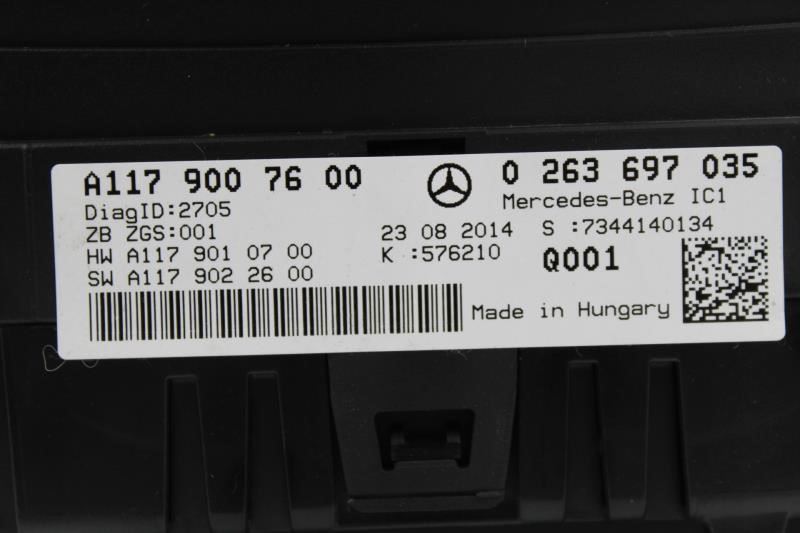 A117 900 76 00 0 263 697 035
DiagID:2705 Mercedes-Benz IC1
ZB ZGS:001 23 08 2014 S :7344140134
HW A117 901 07 00 K :576210 Q001
SW A117 902 26 00
Made in Hungary